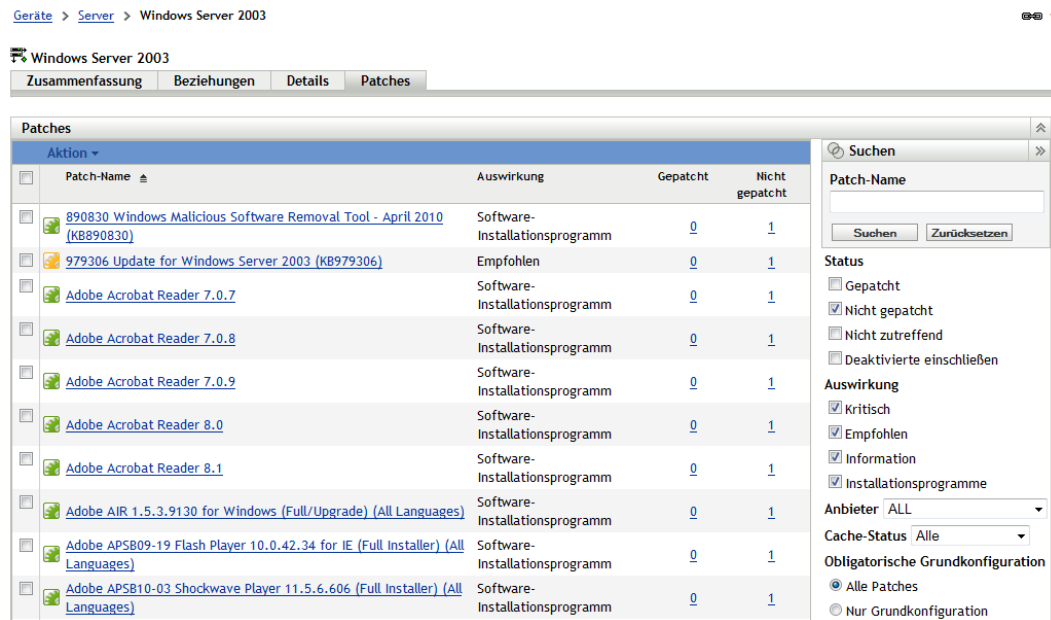 Geräte > Server > Windows Server 2003
Windows Server 2003
Zusammenfassung Beziehungen Details Patches
Patches
Aktion
Patch-Name Auswirkung Gepatcht Nicht
gepatcht
890830 Windows Malicious Software Removal Tool - April 2010
(KB890830)
Software-
Installationsprogramm
0 1
979306 Update for Windows Server 2003 (KB979306) Empfohlen 0 1
Adobe Acrobat Reader 7.0.7
Software-
Installationsprogramm
0 1
Adobe Acrobat Reader 7.0.8
Software-
Installationsprogramm
0 1
Adobe Acrobat Reader 7.0.9
Software-
Installationsprogramm
0 1
Adobe Acrobat Reader 8.0
Software-
Installationsprogramm
0 1
Adobe Acrobat Reader 8.1
Software-
Installationsprogramm
0 1
Adobe AIR 1.5.3.9130 for Windows (Full/Upgrade) (All Languages)
Software-
Installationsprogramm
0 1
Adobe APSB09-19 Flash Player 10.0.42.34 for IE (Full Installer) (All
Languages)
Software-
Installationsprogramm
0 1
Adobe APSB10-03 Shockwave Player 11.5.6.606 (Full Installer) (All
Languages)
Software-
Installationsprogramm
0 1
Suchen
Patch-Name
Suchen Zurücksetzen
Status
Gepatcht
Nicht gepatcht
Nicht zutreffend
Deaktivierte einschließen
Auswirkung
Kritisch
Empfohlen
Information
Installationsprogramme
Anbieter ALL
Cache-Status Alle
Obligatorische Grundkonfiguration
Alle Patches
Nur Grundkonfiguration